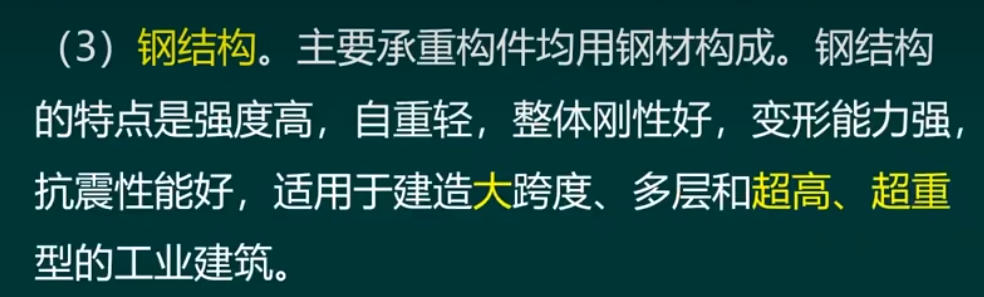 （3）钢结构。主要承重构件均用钢材构成。钢结构
的特点是强度高，自重轻，整体刚性好，变形能力强，
抗震性能好，适用于建造大跨度、多层和超高、超重
型的工业建筑。